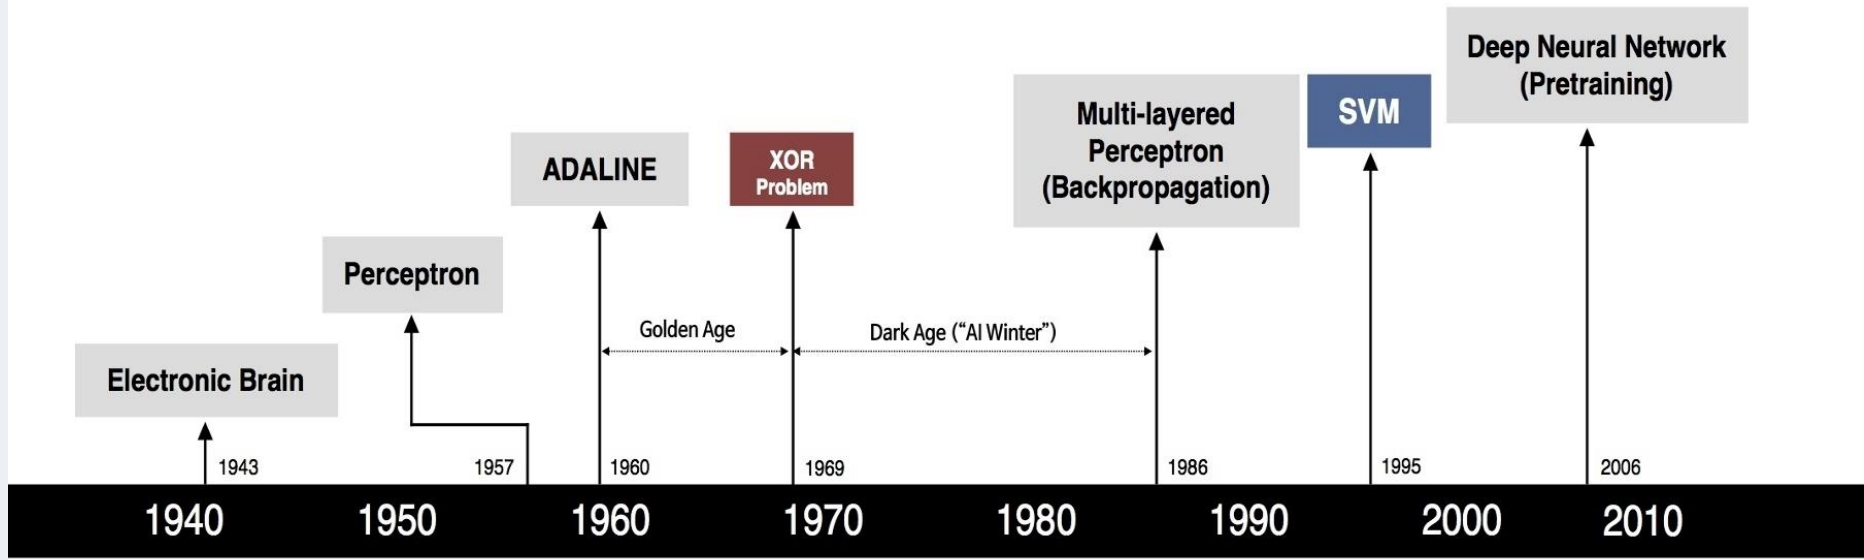 Deep Neural Network
(Pretraining)
Multi-layered
Perceptron
(Backpropagation)
SVM
ADALINE
XOR
Problem
Perceptron
Golden Age
Dark Age (“AI Winter”)
Electronic Brain
1943
1957
1960
1969
1986
1995
2006
1940
1950
1960
1970
1980
1990
2000
2010